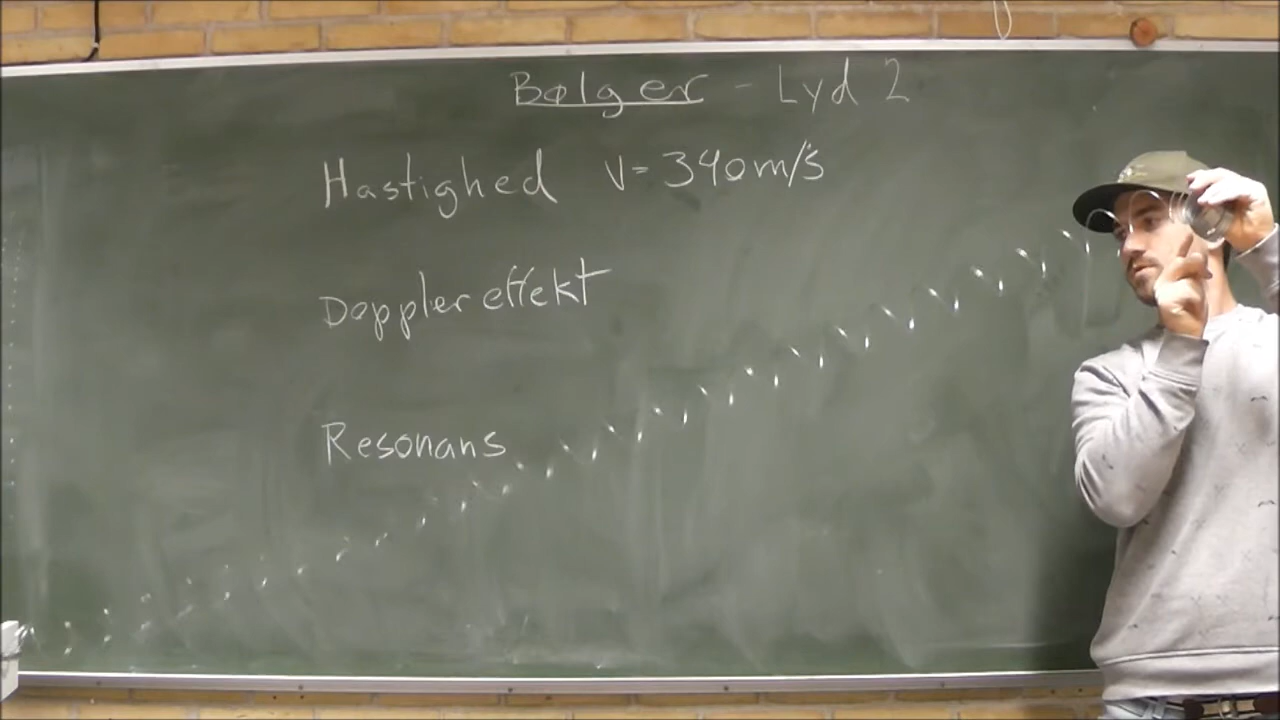 Bølger - Lyd 2
Hastighed v=340m/s
Dopplereffekt
Resonans